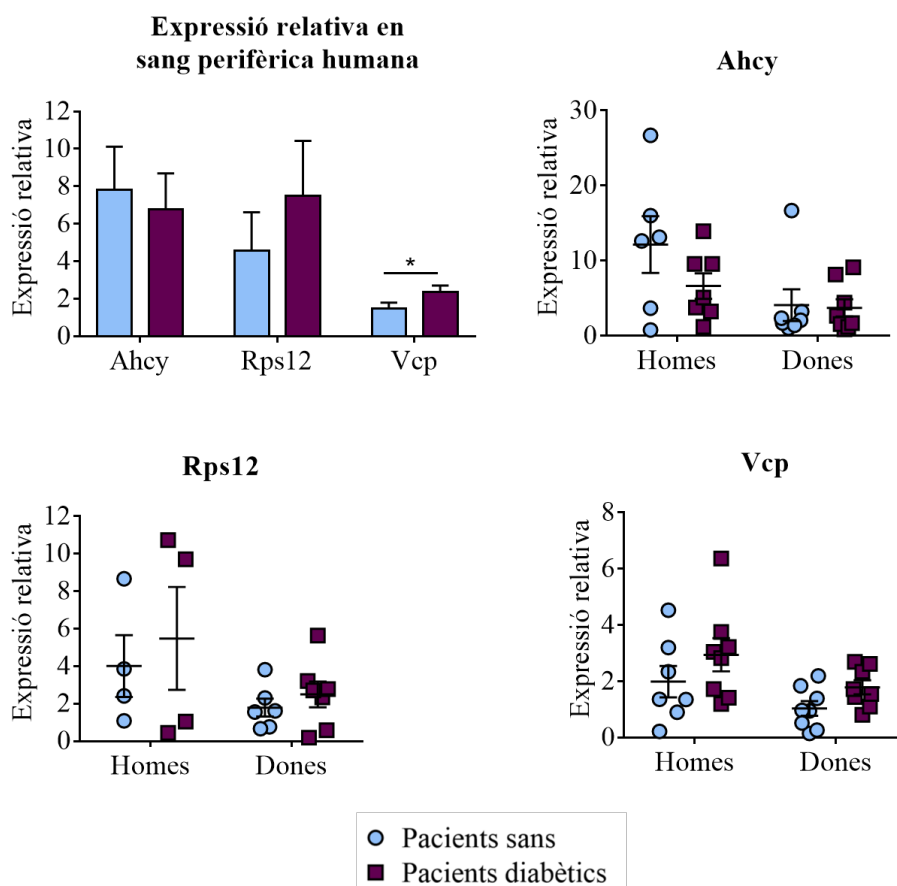 Expressió relativa en
sang perifèrica humana
Expressió relativa
12
10
8
6
4
2
0
*
Ahcy Rps12 Vcp
Ahcy
Expressió relativa
30
20
10
0
Homes Dones
Rps12
Expressió relativa
12
10
8
6
4
2
0
Homes Dones
Vcp
Expressió relativa
8
6
4
2
0
Homes Dones
Pacients sans
Pacients diabètics